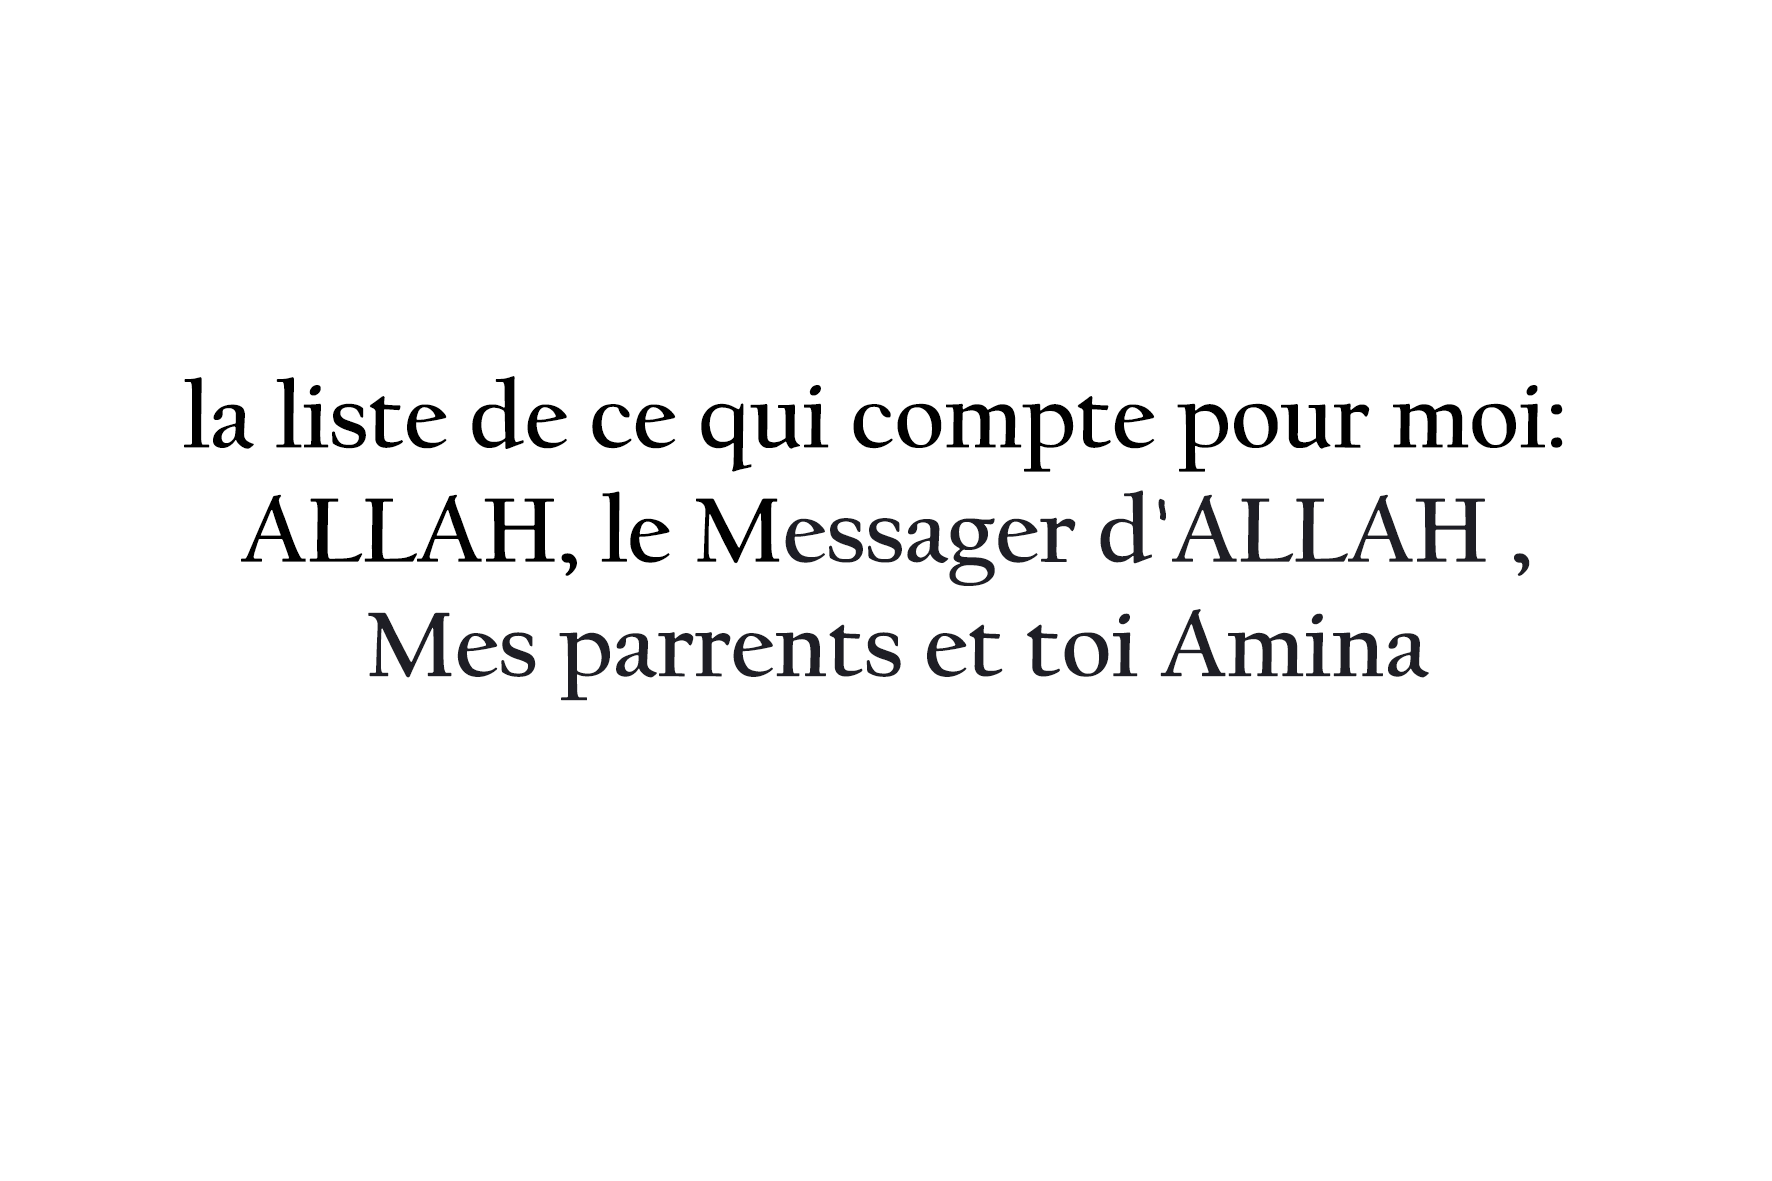 la liste de ce qui compte pour moi:
ALLAH, le Messager d'ALLAH ,
Mes parrents et toi Amina